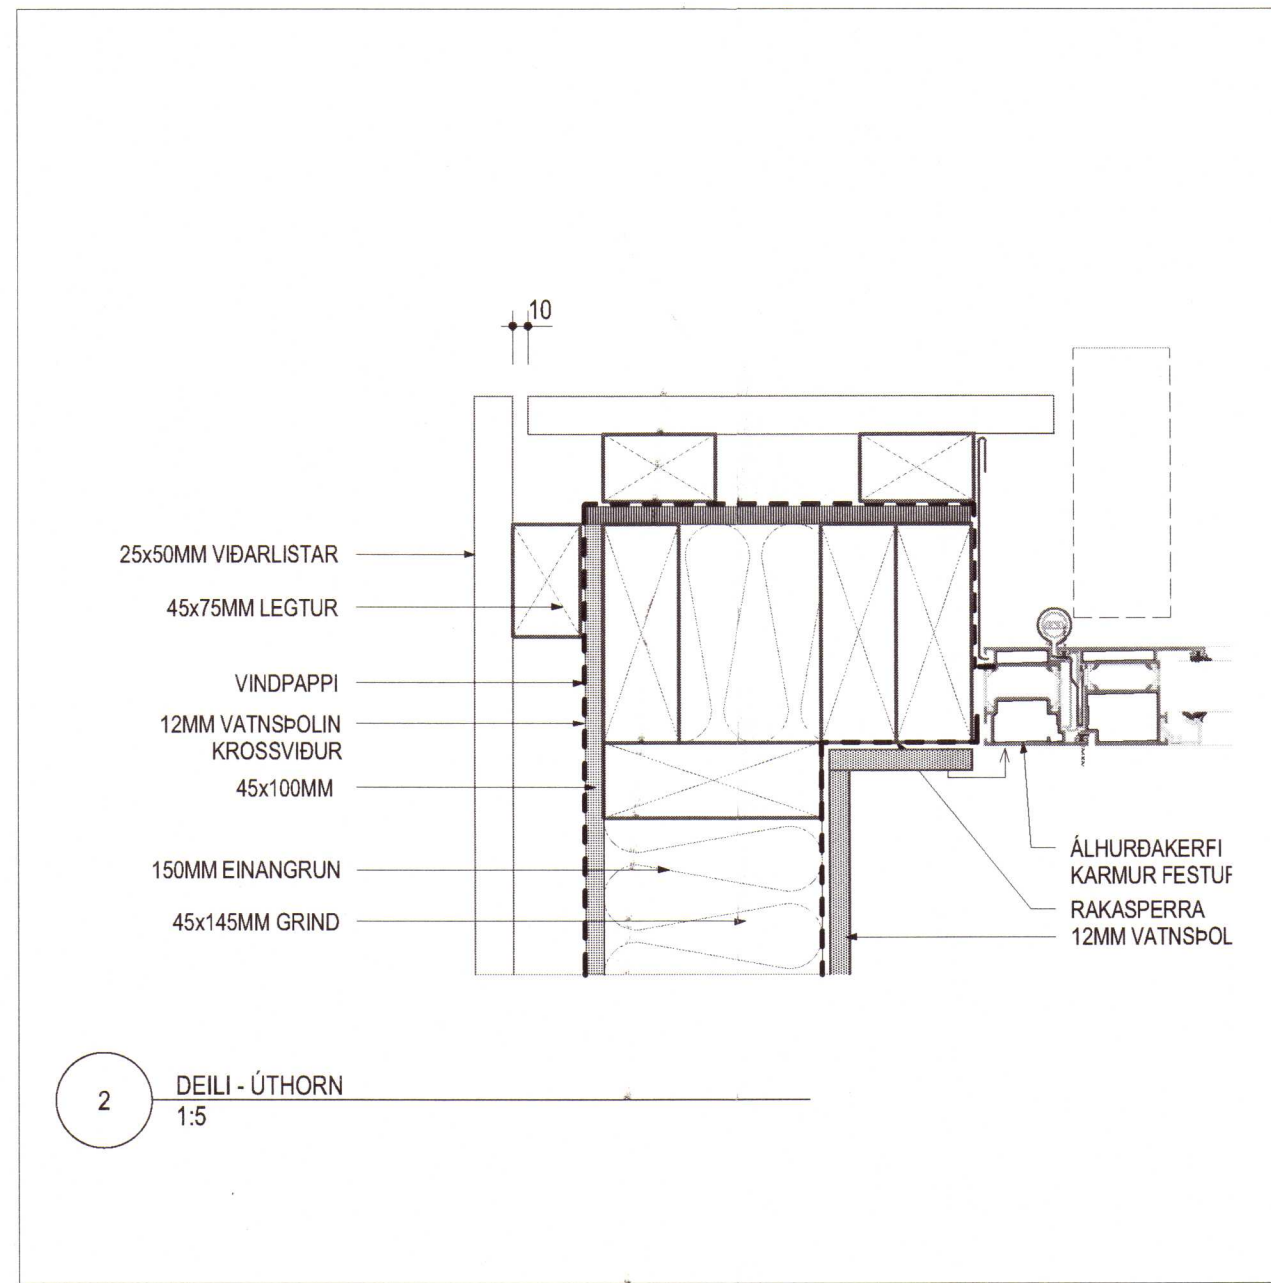 10
25x50MM VIÐARLISTAR
45x75MM LEGTUR
VINDPAPPI
12MM VATNSÞOLIN
KROSSVIÐUR
45x100MM
150MM EINANGRUN
45x145MM GRIND
ÁLHURÐAKERFI
KARMUR FESTUR
RAKASPERRA
12MM VATNSÞOL
2
DEILI - ÚTHORN
1:5